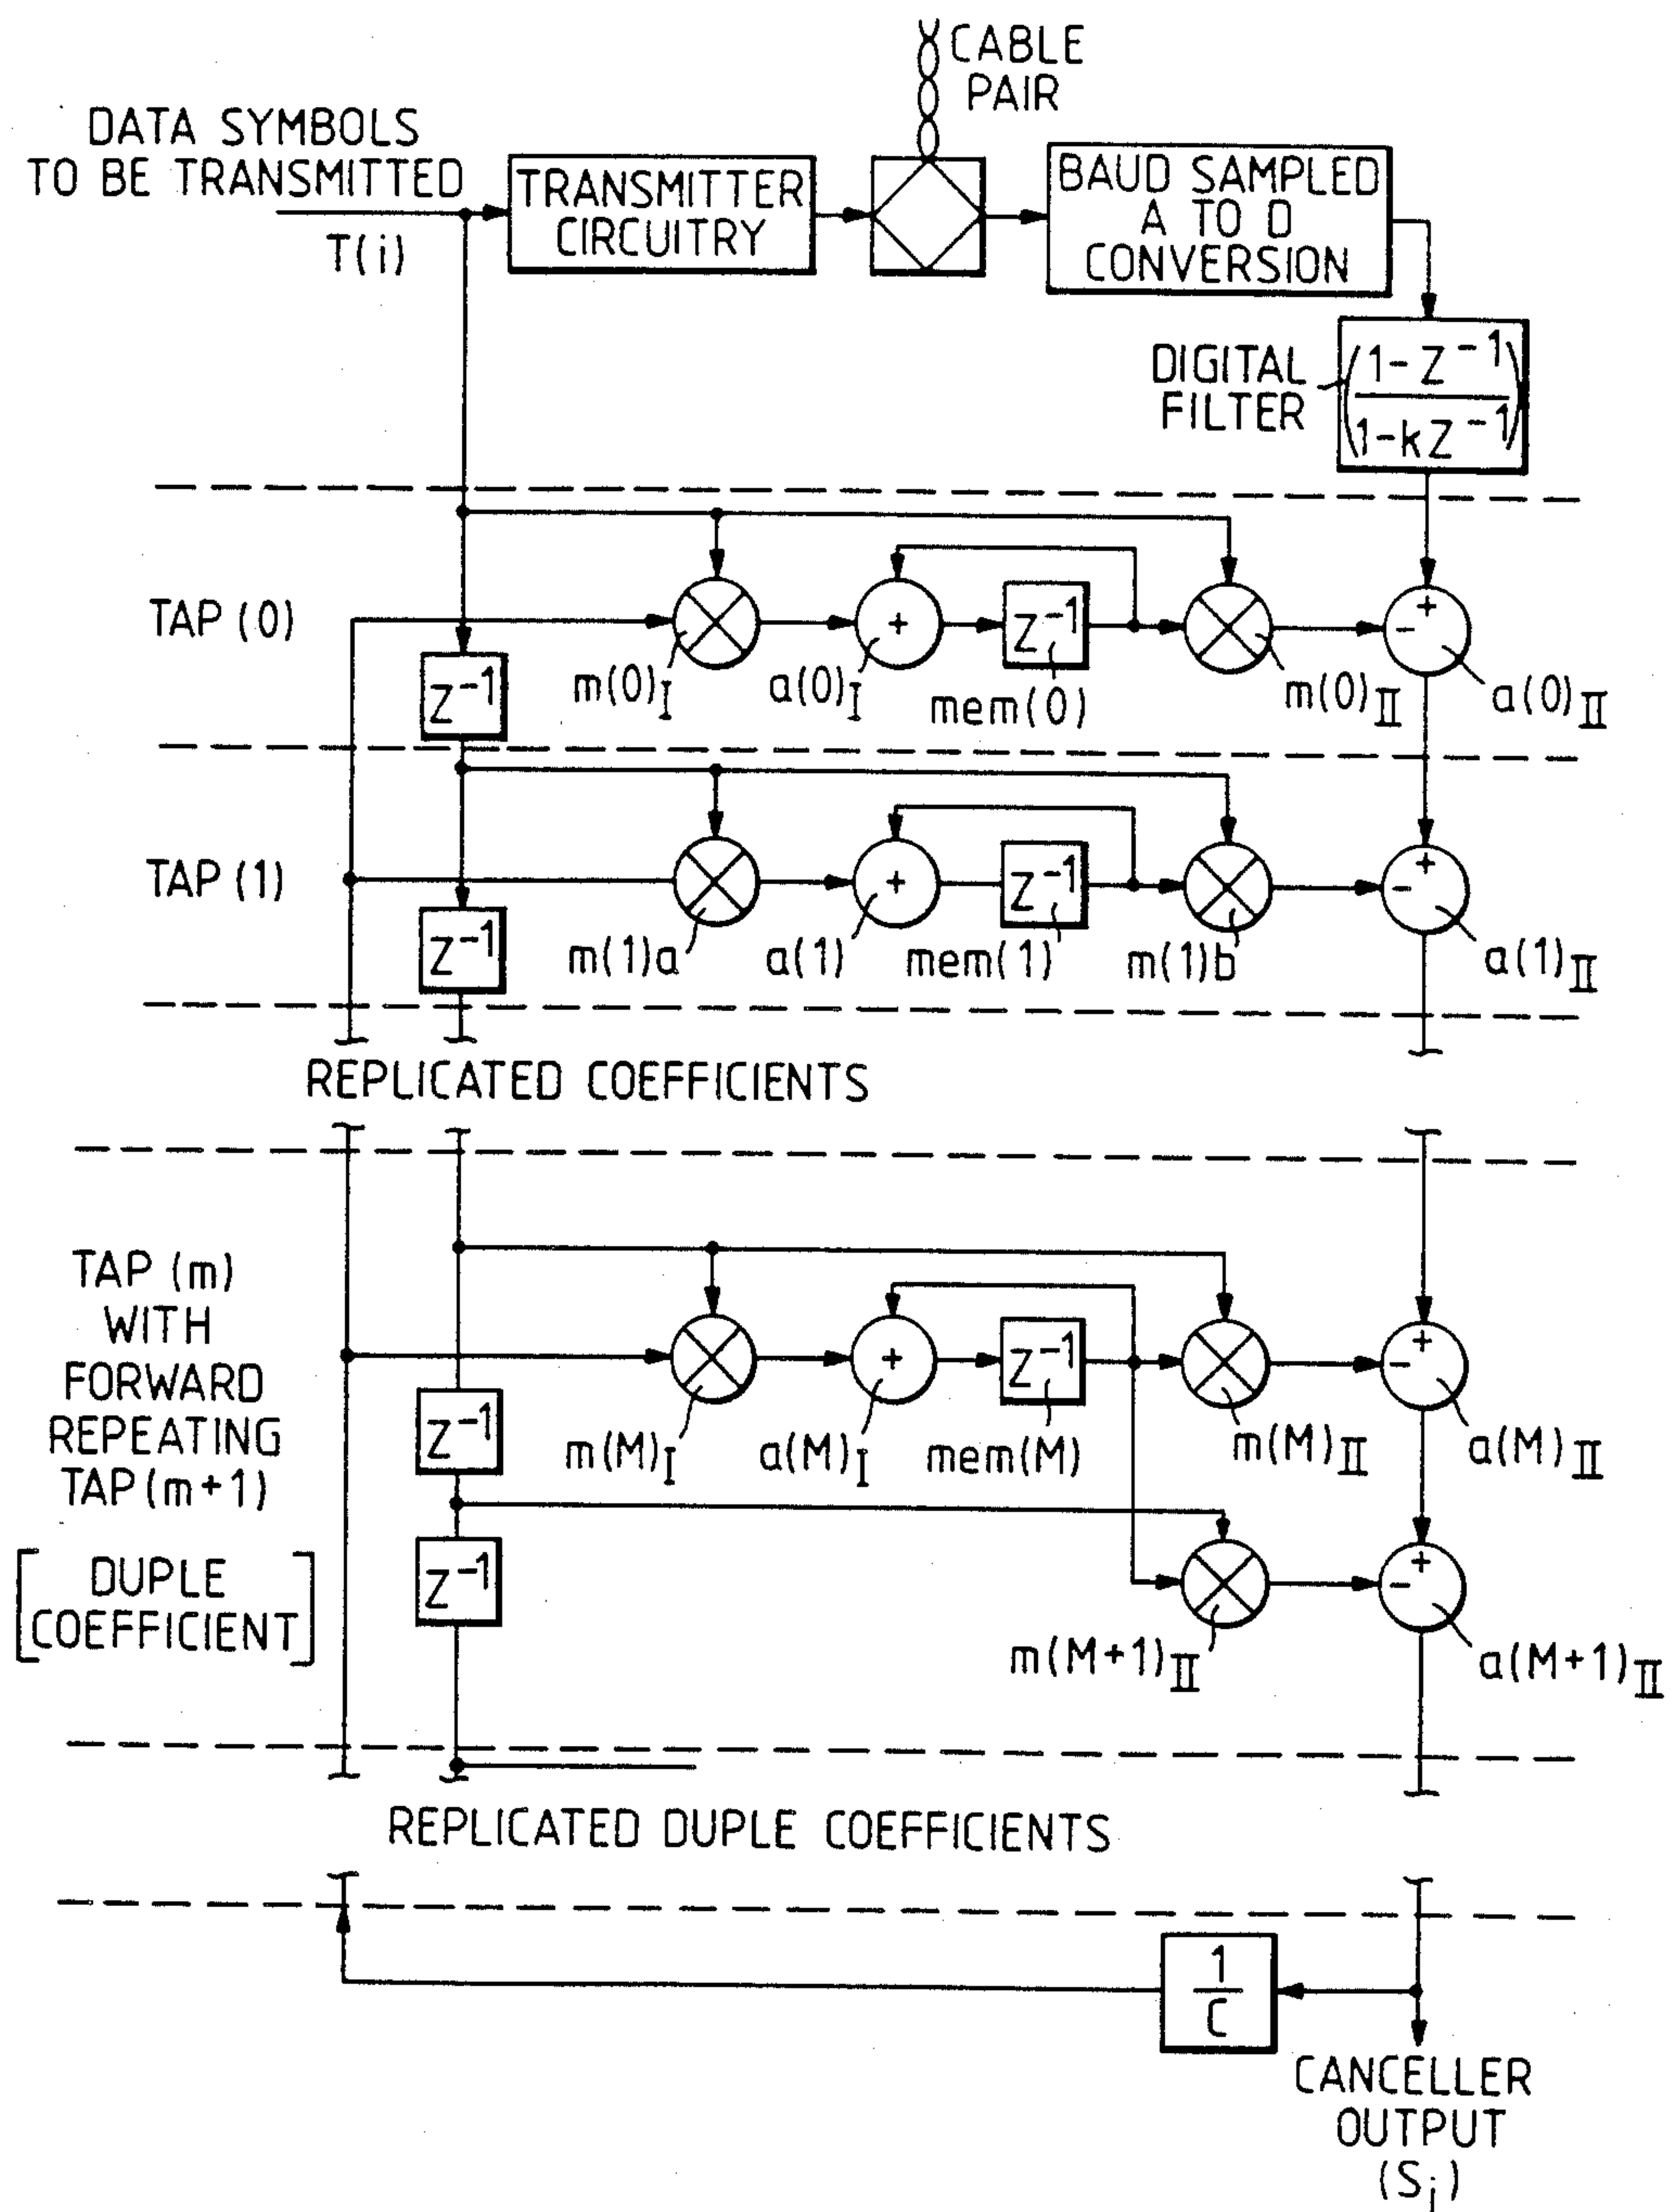 CABLE
PAIR
DATA SYMBOLS
TO BE TRANSMITTED
T(i)
TRANSMITTER
CIRCUITRY
BAUD SAMPLED
A TO D
CONVERSION
DIGITAL
FILTER
(1-Z⁻¹
1-kZ⁻¹)
TAP (0)
Z⁻¹
m(0)I
+
a(0)I
Z⁻¹
mem(0)
m(0)II
+
-
a(0)II
TAP (1)
Z⁻¹
m(1)a
+
a(1)
Z⁻¹
mem(1)
m(1)b
+
-
a(1)II
REPLICATED COEFFICIENTS
TAP (m)
WITH
FORWARD
REPEATING
TAP (m+1)
[DUPLE
COEFFICIENT]
Z⁻¹
m(M)I
+
a(M)I
Z⁻¹
mem(M)
m(M)II
+
-
a(M)II
Z⁻¹
m(M+1)II
+
-
a(M+1)II
REPLICATED DUPLE COEFFICIENTS
1
C
CANCELLER
OUTPUT
(Si)